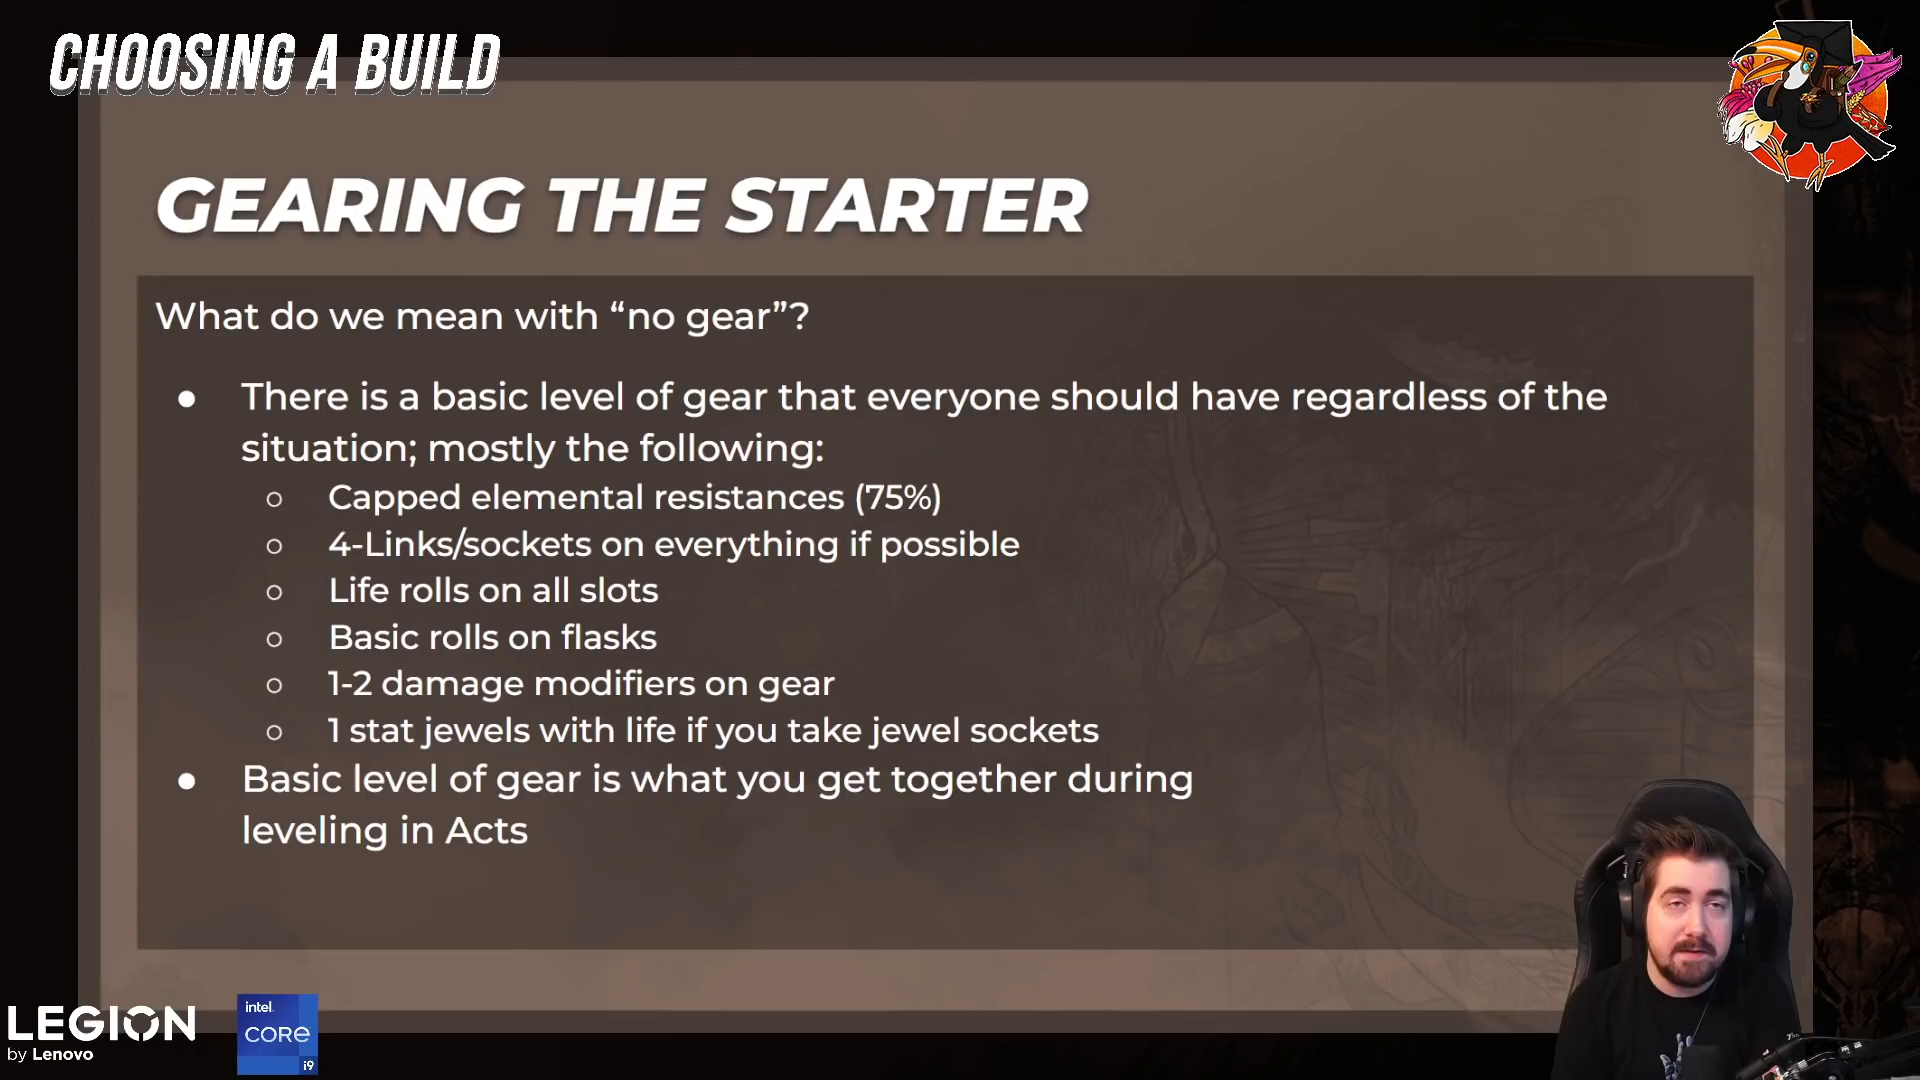 CHOOSING A BUILD
GEARING THE STARTER
What do we mean with “no gear”?
● There is a basic level of gear that everyone should have regardless of the
situation; mostly the following:
○ Capped elemental resistances (75%)
○ 4-Links/sockets on everything if possible
○ Life rolls on all slots
○ Basic rolls on flasks
○ 1-2 damage modifiers on gear
○ 1 stat jewels with life if you take jewel sockets
● Basic level of gear is what you get together during
leveling in Acts
LEGION
by Lenovo
intel.
CORE
i9